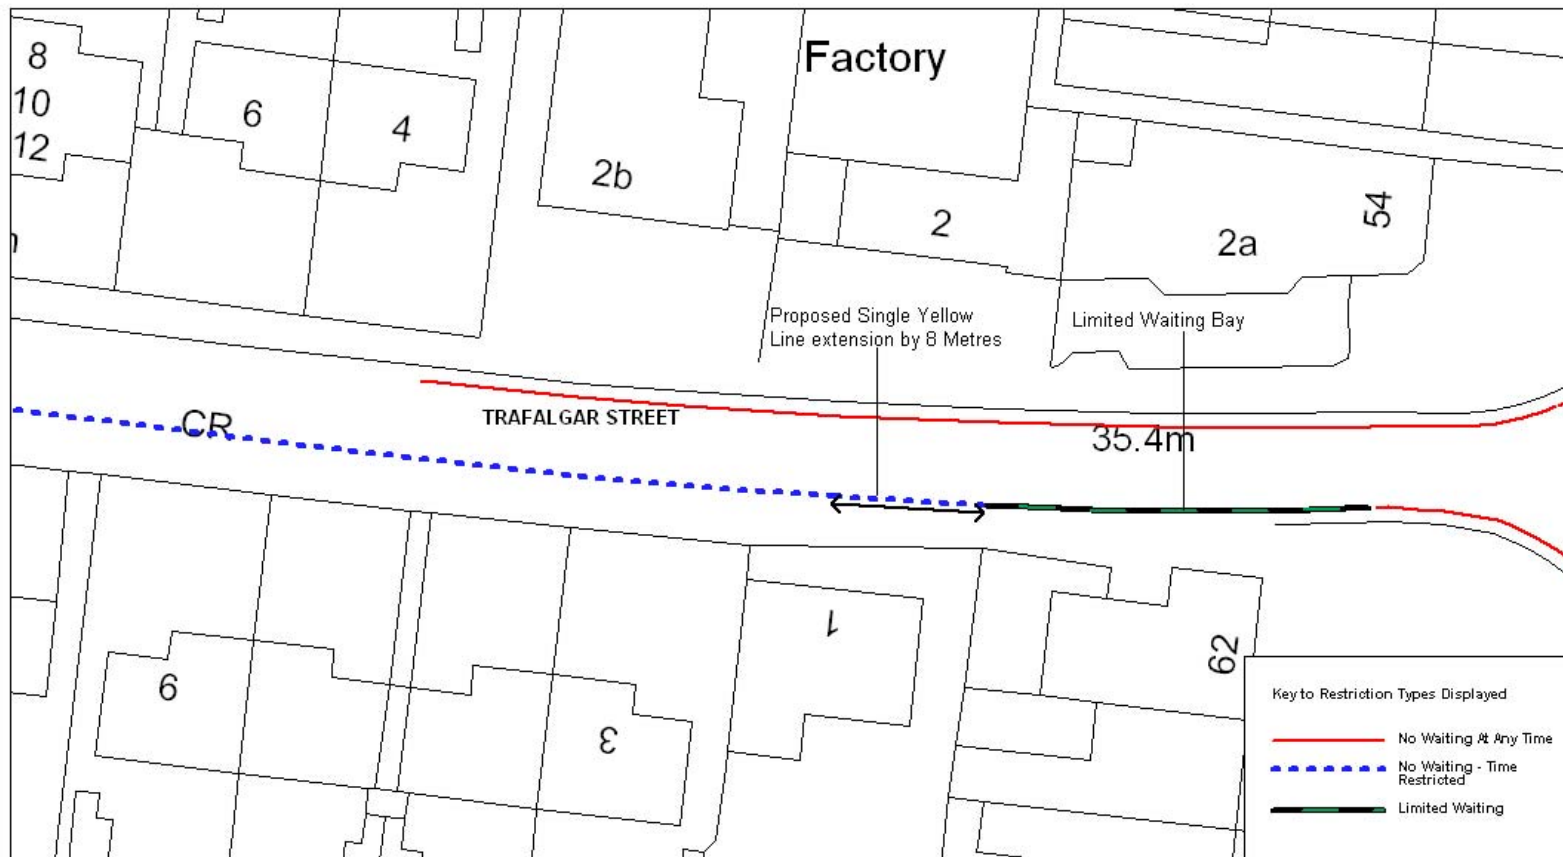 8
10
12
6
4
Factory
2b
2
2a
54
Proposed Single Yellow
Line extension by 8 Metres
Limited Waiting Bay
CR
TRAFALGAR STREET
35.4m
1
62
6
3
Key to Restriction Types Displayed
No Waiting At Any Time
No Waiting - Time
Restricted
Limited Waiting